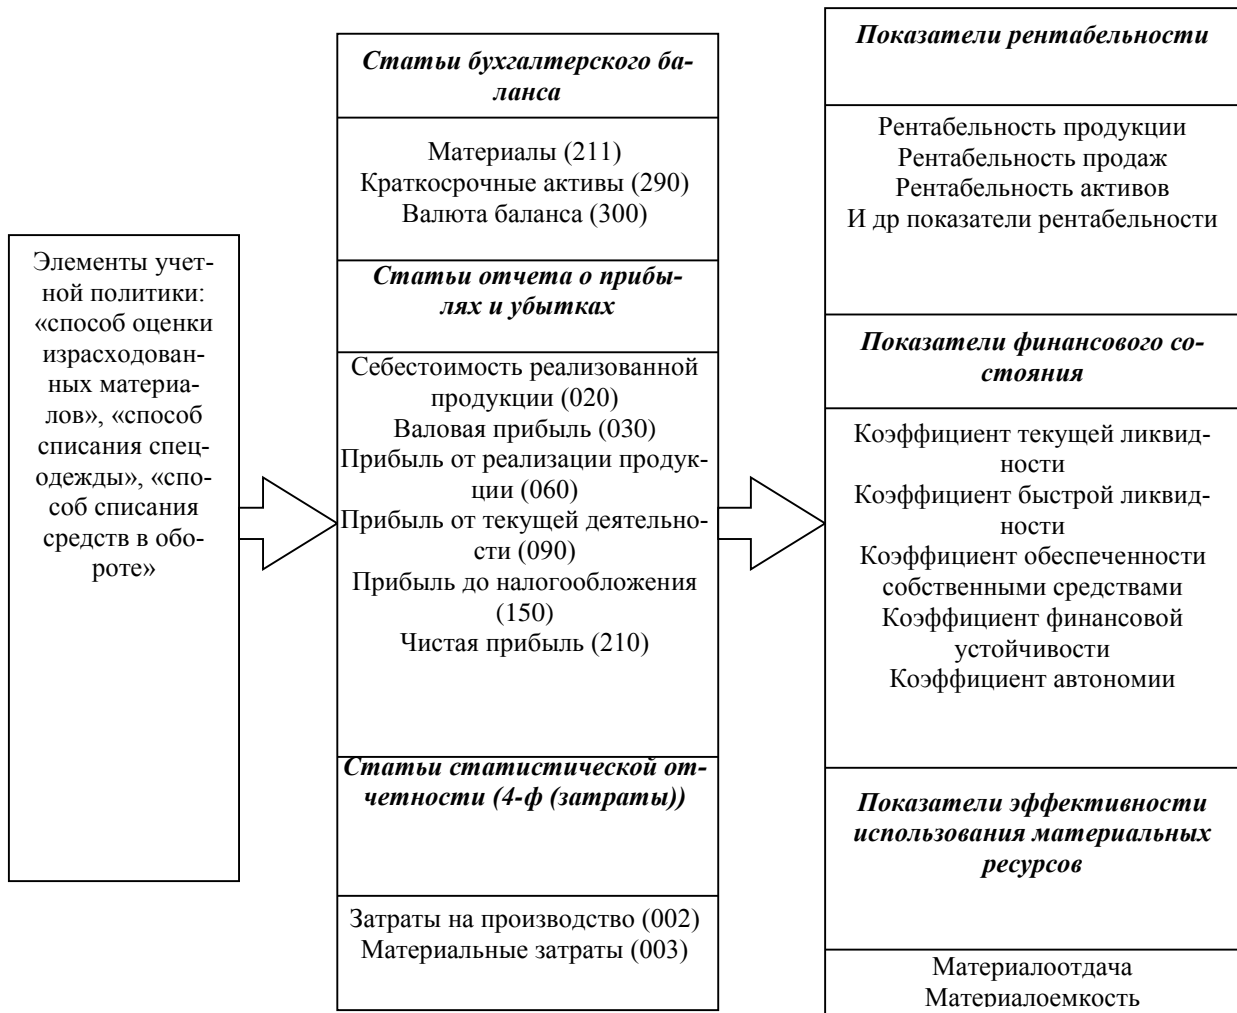 Элементы учет-
ной политики:
«способ оценки
израсходован-
ных материа-
лов», «способ
списания спец-
одежды», «спо-
соб списания
средств в обо-
роте»
Статьи бухгалтерского ба-
ланса
Материалы (211)
Краткосрочные активы (290)
Валюта баланса (300)
Статьи отчета о прибы-
лях и убытках
Себестоимость реализованной
продукции (020)
Валовая прибыль (030)
Прибыль от реализации продук-
ции (060)
Прибыль от текущей деятельно-
сти (090)
Прибыль до налогообложения
(150)
Чистая прибыль (210)
Статьи статистической от-
четности (4-ф (затраты))
Затраты на производство (002)
Материальные затраты (003)
Показатели рентабельности
Рентабельность продукции
Рентабельность продаж
Рентабельность активов
И др показатели рентабельности
Показатели финансового со-
стояния
Коэффициент текущей ликвид-
ности
Коэффициент быстрой ликвид-
ности
Коэффициент обеспеченности
собственными средствами
Коэффициент финансовой
устойчивости
Коэффициент автономии
Показатели эффективности
использования материальных
ресурсов
Материалоотдача
Материалоемкость